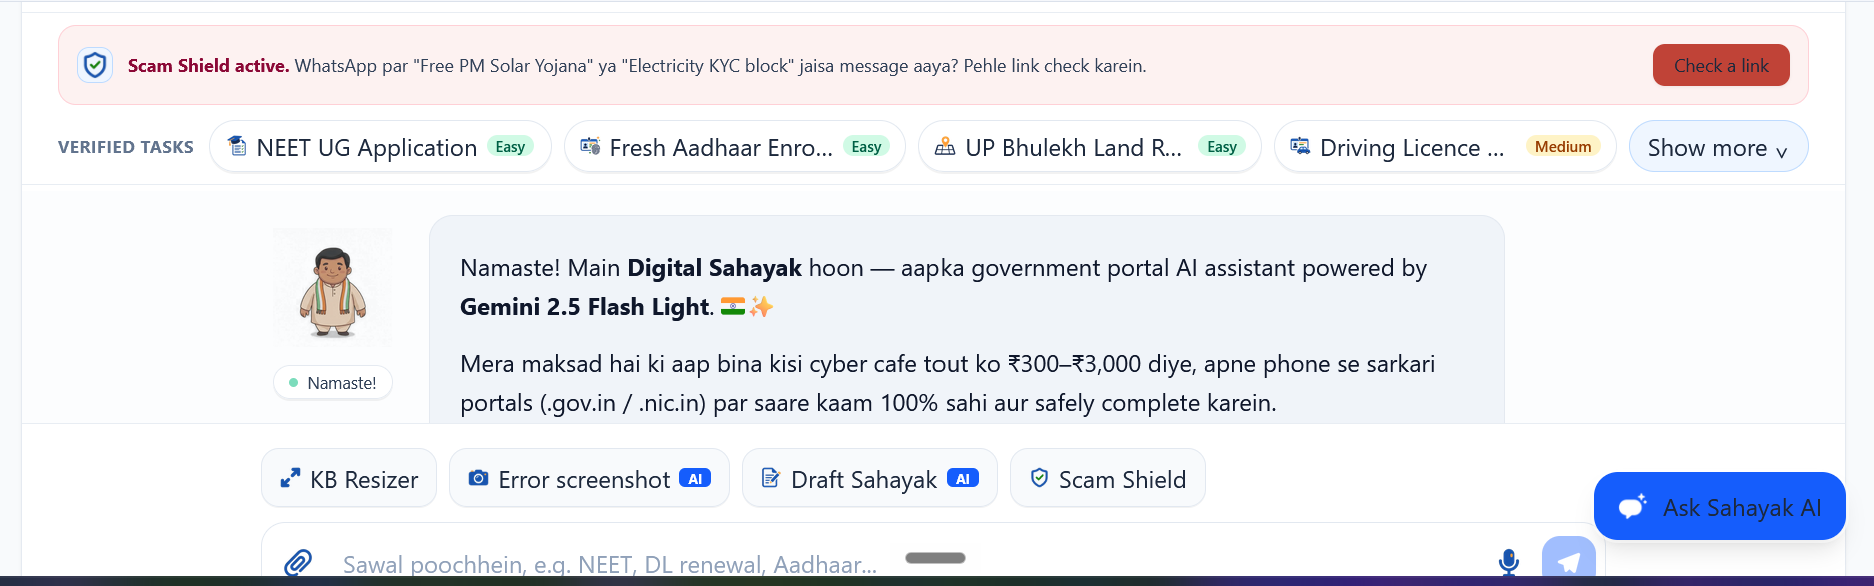 Scam Shield active. WhatsApp par "Free PM Solar Yojana" ya "Electricity KYC block" jaisa message aaya? Pehle link check karein.
Check a link
VERIFIED TASKS
NEET UG Application Easy
Fresh Aadhaar Enro... Easy
UP Bhulekh Land R... Easy
Driving Licence ... Medium
Show more
Namaste! Main Digital Sahayak hoon — aapka government portal AI assistant powered by
Gemini 2.5 Flash Light. 🇮🇳✨
Mera maksad hai ki aap bina kisi cyber cafe tout ko ₹300–₹3,000 diye, apne phone se sarkari
portals (.gov.in / .nic.in) par saare kaam 100% sahi aur safely complete karein.
Namaste!
KB Resizer
Error screenshot AI
Draft Sahayak AI
Scam Shield
Ask Sahayak AI
Sawal poochhein, e.g. NEET, DL renewal, Aadhaar...